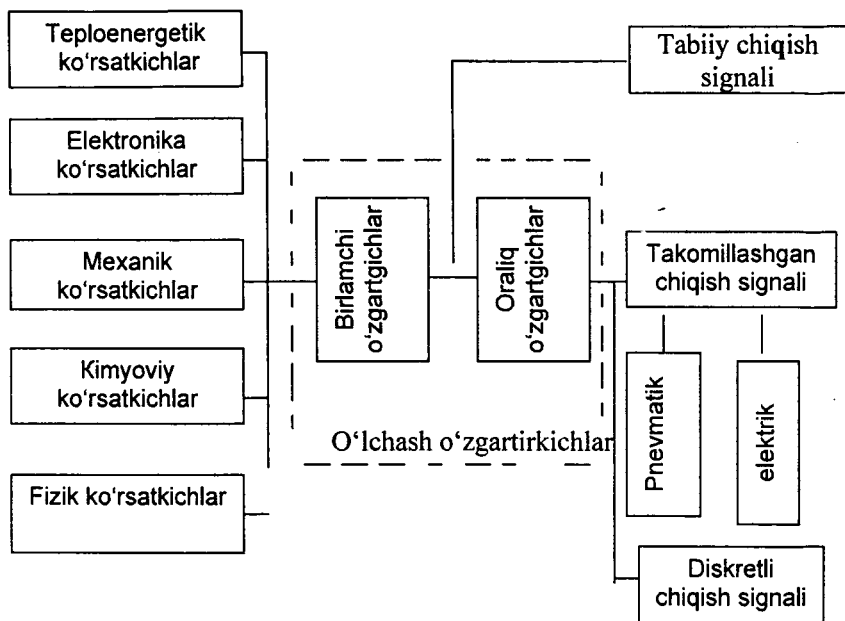 Teploenergetik
ko‘rsatkichlar
Elektronika
ko‘rsatkichlar
Mexanik
ko‘rsatkichlar
Kimyoviy
ko‘rsatkichlar
Fizik ko‘rsatkichlar
Birlamchi
o‘zgartgichlar
Oraliq
o‘zgartgichlar
O‘lchash o‘zgartirkichlar
Tabiiy chiqish
signali
Takomillashgan
chiqish signali
Pnevmatik
elektrik
Diskretli
chiqish signali